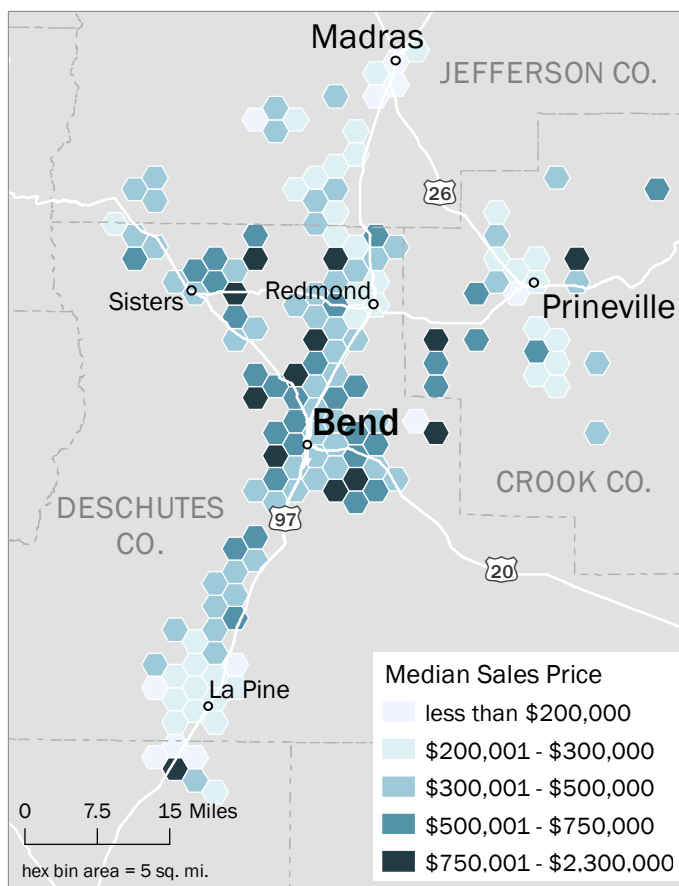 Madras
JEFFERSON CO.
26
Sisters
Redmond
Prineville
Bend
DESCHUTES
CO.
CROOK CO.
97
20
La Pine
Median Sales Price
less than $200,000
$200,001 - $300,000
$300,001 - $500,000
$500,001 - $750,000
$750,001 - $2,300,000
0 7.5 15 Miles
hex bin area = 5 sq. mi.